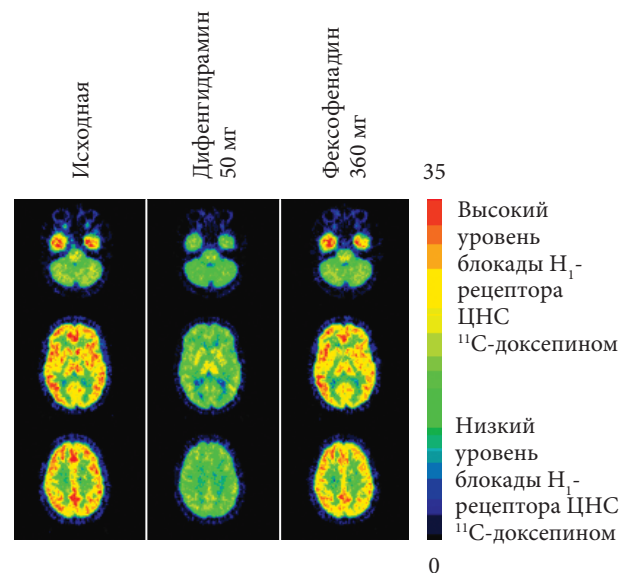 Исходная
Дифенгидрамин
50 мг
Фексофенадин
360 мг
35
Высокий
уровень
блокады H₁-
рецептора
ЦНС
¹¹С-доксепином
Низкий
уровень
блокады H₁-
рецептора ЦНС
¹¹С-доксепином
0